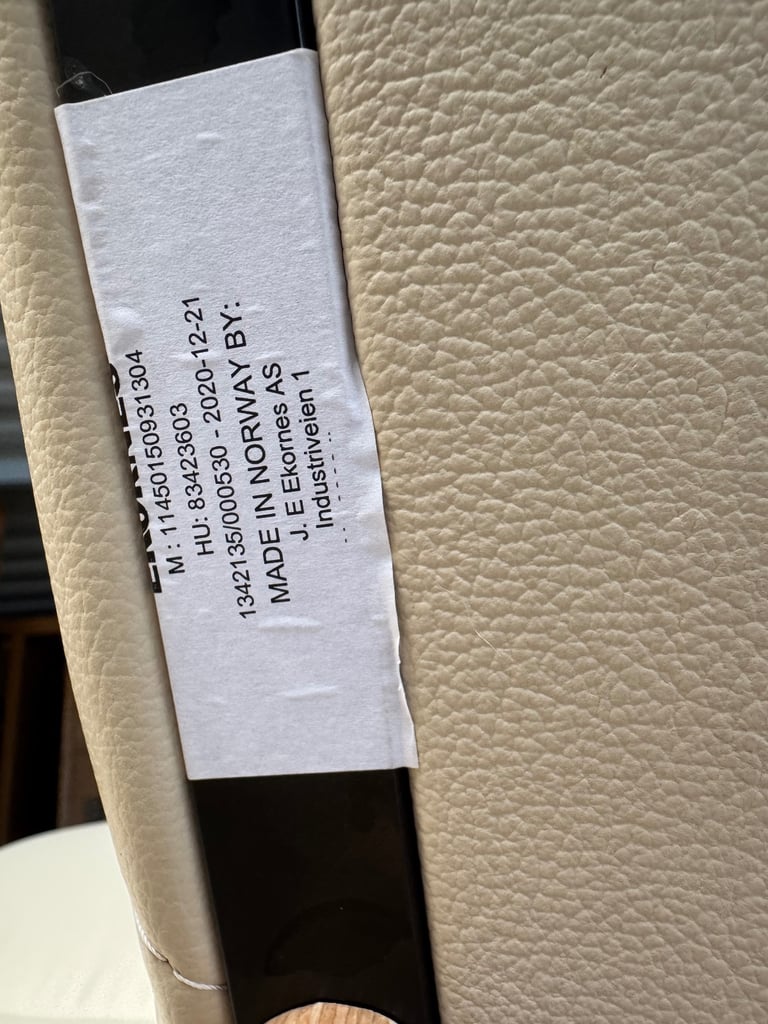 M : 11450150931304
HU: 83423603
1342135/000530 - 2020-12-21
MADE IN NORWAY BY:
J. E Ekornes AS
Industriveien 1